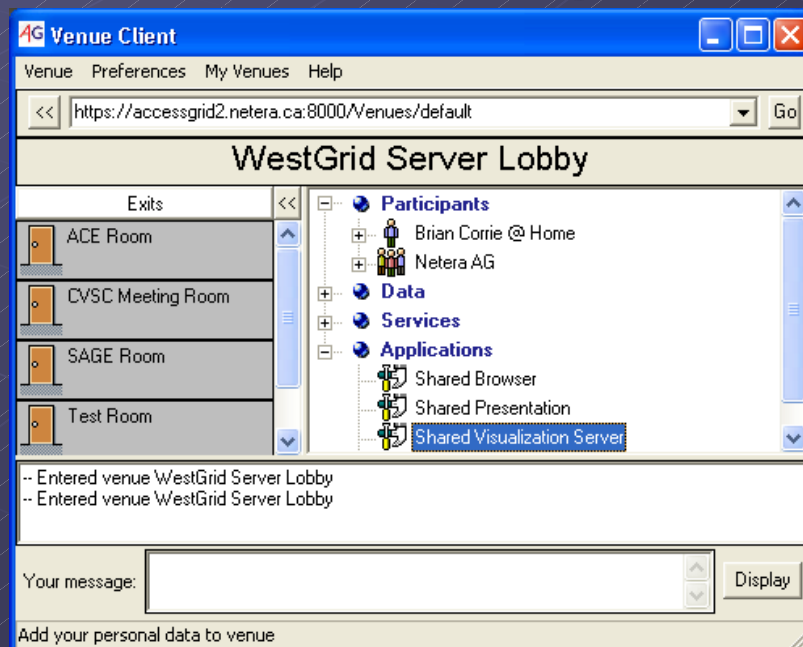 AG Venue Client
Venue Preferences My Venues Help
<< https://accessgrid2.netera.ca:8000/Venues/default Go
WestGrid Server Lobby
Exits <<
ACE Room
CVSC Meeting Room
SAGE Room
Test Room
Participants
Brian Corrie @ Home
Netera AG
Data
Services
Applications
Shared Browser
Shared Presentation
Shared Visualization Server
-- Entered venue WestGrid Server Lobby
-- Entered venue WestGrid Server Lobby
Your message: Display
Add your personal data to venue